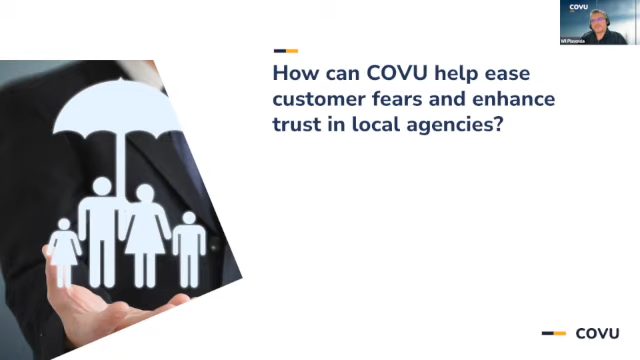 COVU
How can COVU help ease
customer fears and enhance
trust in local agencies?
COVU